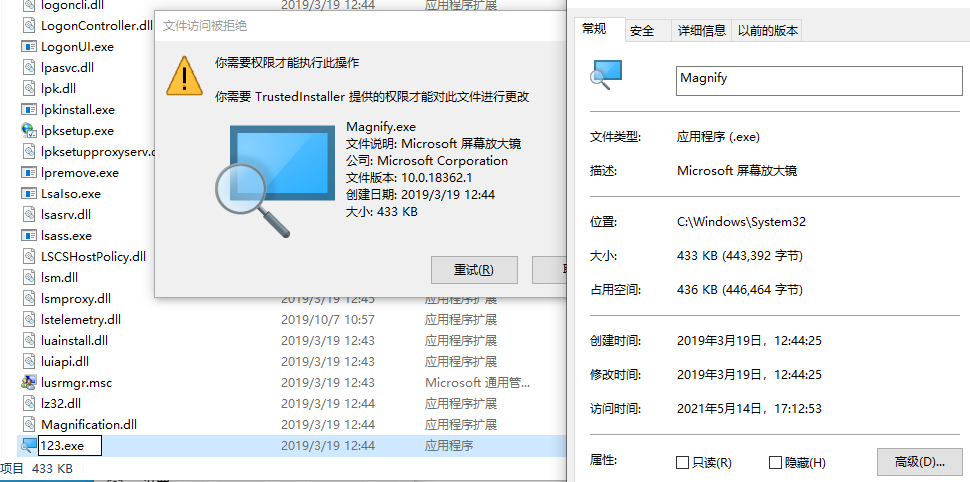 logoncli.dll 2019/3/19 12:44 应用程序扩展
LogonController.dll
LogonUI.exe
lpasvc.dll
lpk.dll
lpkinstall.exe
lpksetup.exe
lpksetupproxyserv.
lpremove.exe
LsaIso.exe
lsasrv.dll
lsass.exe
LSCSHostPolicy.dll
lsm.dll
lsmproxy.dll 2019/3/19 12:45 应用程序扩展
lstelemetry.dll 2019/10/7 10:57 应用程序扩展
luainstall.dll 2019/3/19 12:43 应用程序扩展
luiapi.dll 2019/3/19 12:43 应用程序扩展
lusrmgr.msc 2019/3/19 12:43 Microsoft 通用管...
lz32.dll 2019/3/19 12:44 应用程序扩展
Magnification.dll 2019/3/19 12:44 应用程序扩展
123.exe 2019/3/19 12:44 应用程序
项目 433 KB
文件访问被拒绝
你需要权限才能执行此操作
你需要 TrustedInstaller 提供的权限才能对此文件进行更改
Magnify.exe
文件说明: Microsoft 屏幕放大镜
公司: Microsoft Corporation
文件版本: 10.0.18362.1
创建日期: 2019/3/19 12:44
大小: 433 KB
重试(R)
常规 安全 详细信息 以前的版本
Magnify
文件类型: 应用程序 (.exe)
描述: Microsoft 屏幕放大镜
位置: C:\Windows\System32
大小: 433 KB (443,392 字节)
占用空间: 436 KB (446,464 字节)
创建时间: 2019年3月19日，12:44:25
修改时间: 2019年3月19日，12:44:25
访问时间: 2021年5月14日，17:12:53
属性: 只读(R) 隐藏(H) 高级(D)...